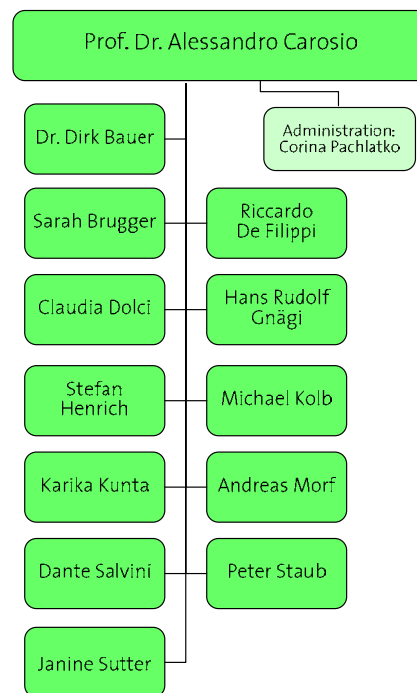 Prof. Dr. Alessandro Carosio
Administration:
Corina Pachlatko
Dr. Dirk Bauer
Sarah Brugger
Riccardo
De Filippi
Claudia Dolci
Hans Rudolf
Gnägi
Stefan
Henrich
Michael Kolb
Karika Kunta
Andreas Morf
Dante Salvini
Peter Staub
Janine Sutter